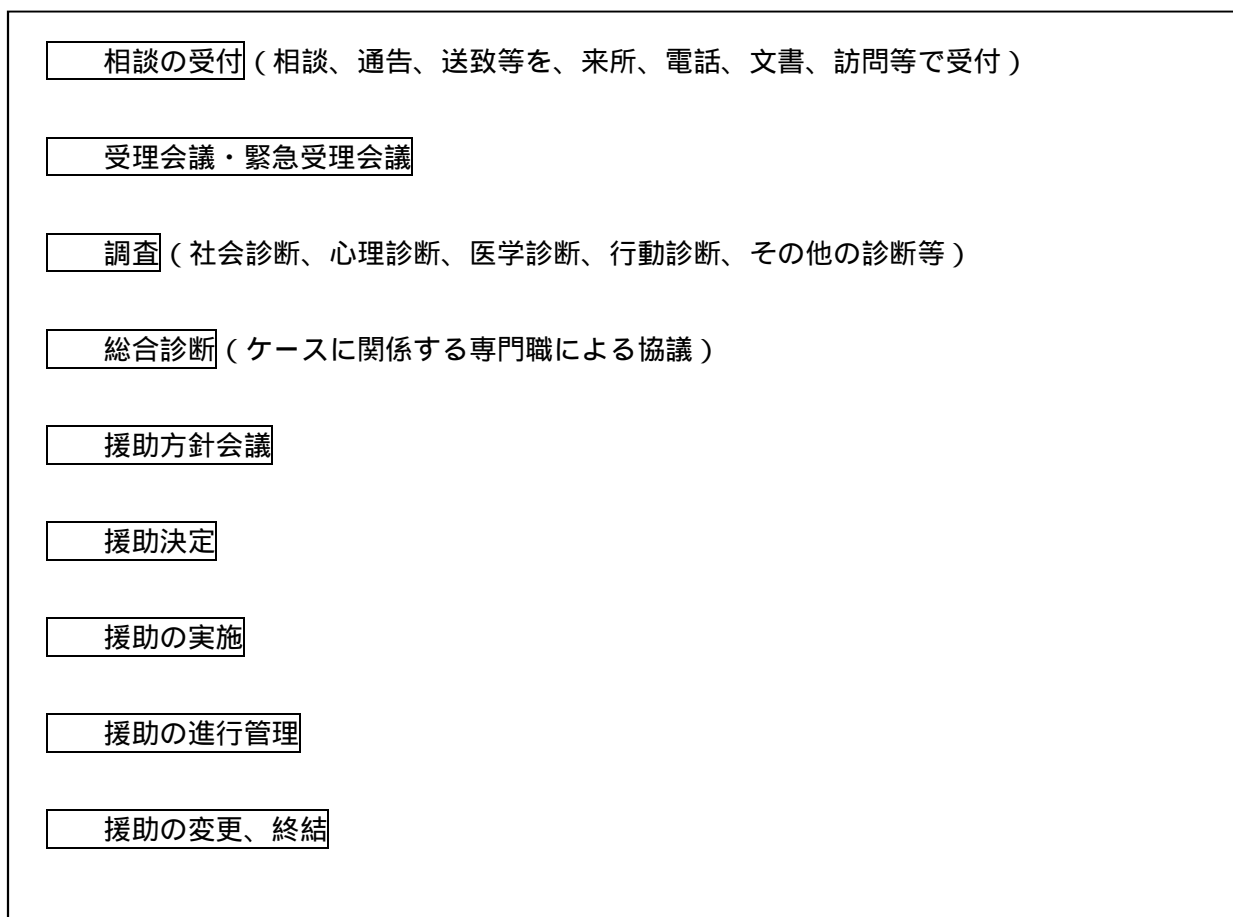 相談の受付(相談、通告、送致等を、来所、電話、文書、訪問等で受付)
受理会議・緊急受理会議
調査(社会診断、心理診断、医学診断、行動診断、その他の診断等)
総合診断(ケースに関係する専門職による協議)
援助方針会議
援助決定
援助の実施
援助の進行管理
援助の変更、終結